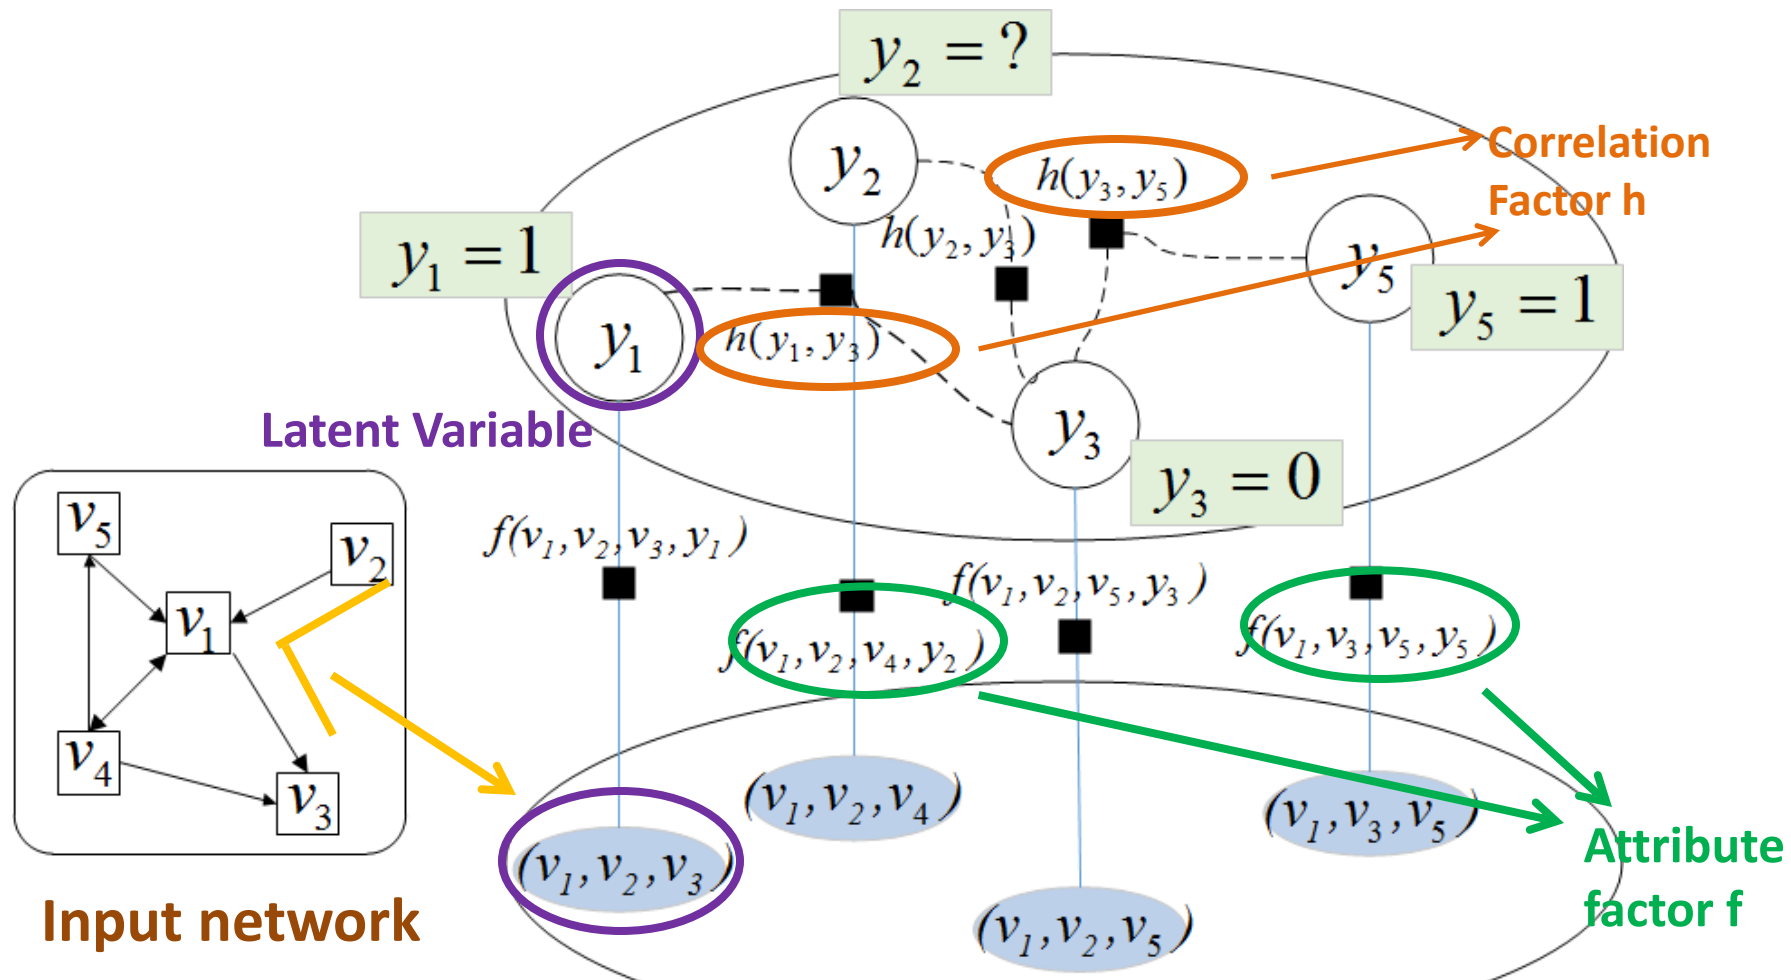 y₂ = ?
y₂
h(y₃, y₅)
Correlation
Factor h
y₁ = 1
h(y₂, y₃)
y₅
y₅ = 1
y₁
h(y₁, y₃)
y₃
Latent Variable
y₃ = 0
v₅
v₂
v₁
v₄
v₃
f(v₁,v₂,v₃,y₁)
f(v₁,v₂,v₅,y₃)
f(v₁,v₂,v₄,y₂)
f(v₁,v₃,v₅,y₅)
(v₁,v₂,v₄)
(v₁,v₃,v₅)
(v₁,v₂,v₃)
(v₁,v₂,v₅)
Attribute
factor f
Input network